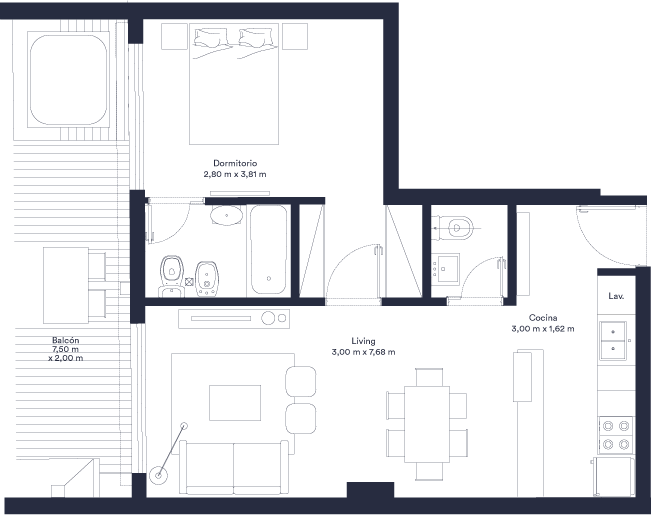 Dormitorio
2,80 m x 3,81 m
Lav.
Cocina
3,00 m x 1,62 m
Living
3,00 m x 7,68 m
Balcón
7,50 m
x 2,00 m